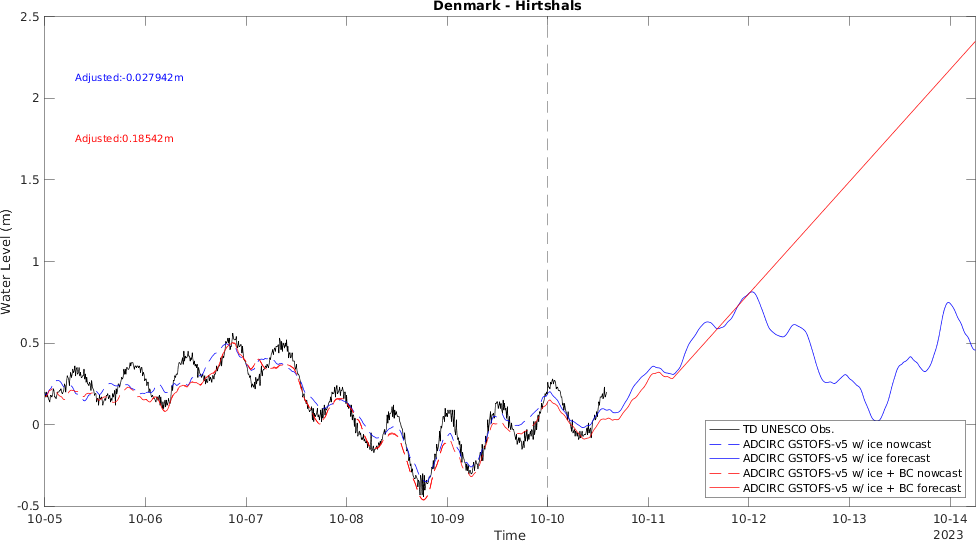 Denmark - Hirtshals
2.5
2
1.5
1
0.5
0
-0.5
Water Level (m)
Adjusted:-0.027942m
Adjusted:0.18542m
TD UNESCO Obs.
ADCIRC GSTOFS-v5 w/ ice nowcast
ADCIRC GSTOFS-v5 w/ ice forecast
ADCIRC GSTOFS-v5 w/ ice + BC nowcast
ADCIRC GSTOFS-v5 w/ ice + BC forecast
10-05 10-06 10-07 10-08 10-09 10-10 10-11 10-12 10-13 10-14
Time
2023